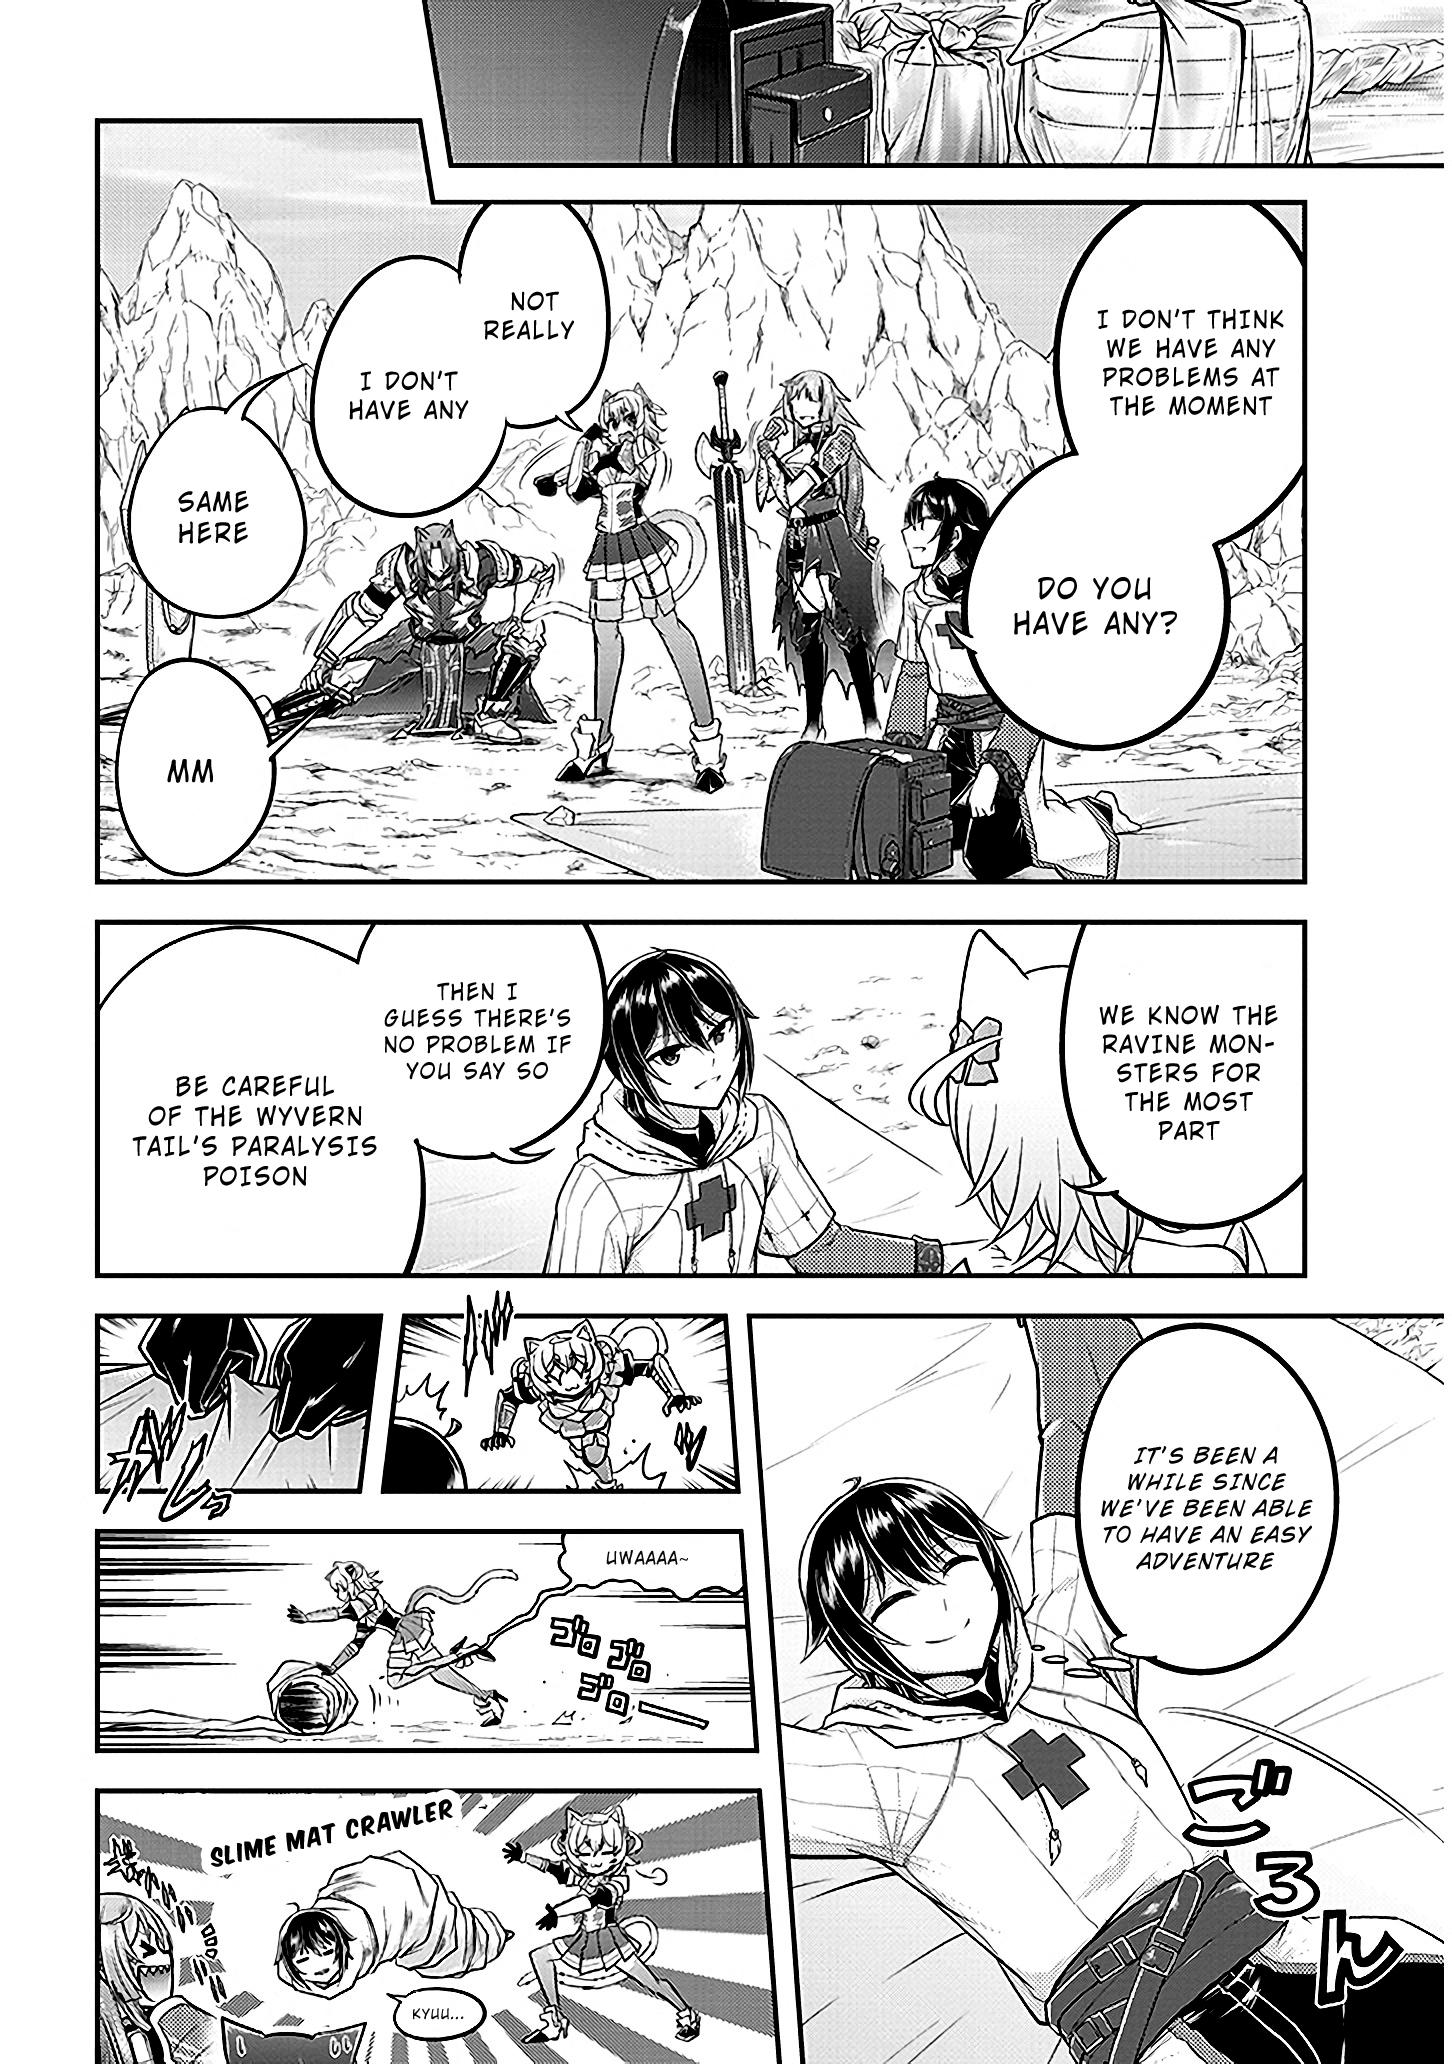 I DON'T THINK
WE HAVE ANY
PROBLEMS AT
THE MOMENT
DO YOU
HAVE ANY?
NOT
REALLY
I DON'T
HAVE ANY
SAME
HERE
MM
WE KNOW THE
RAVINE MON-
STERS FOR
THE MOST
PART
THEN I
GUESS THERE'S
NO PROBLEM IF
YOU SAY SO
BE CAREFUL
OF THE WYVERN
TAIL'S PARALYSIS
POISON
IT'S BEEN A
WHILE SINCE
WE'VE BEEN ABLE
TO HAVE AN EASY
ADVENTURE
ごろん
UWAAAA~
ゴロ ゴロ
ゴロー
SLIME MAT CRAWLER
KYUU...